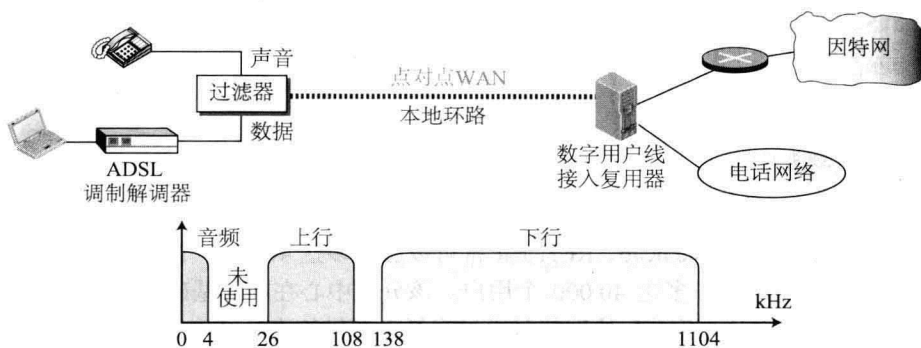 声音
过滤器
数据
ADSL
调制解调器
点对点WAN
本地环路
数字用户线
接入复用器
因特网
电话网络
音频
未
使用
上行
下行
kHz
0 4 26 108 138 1104